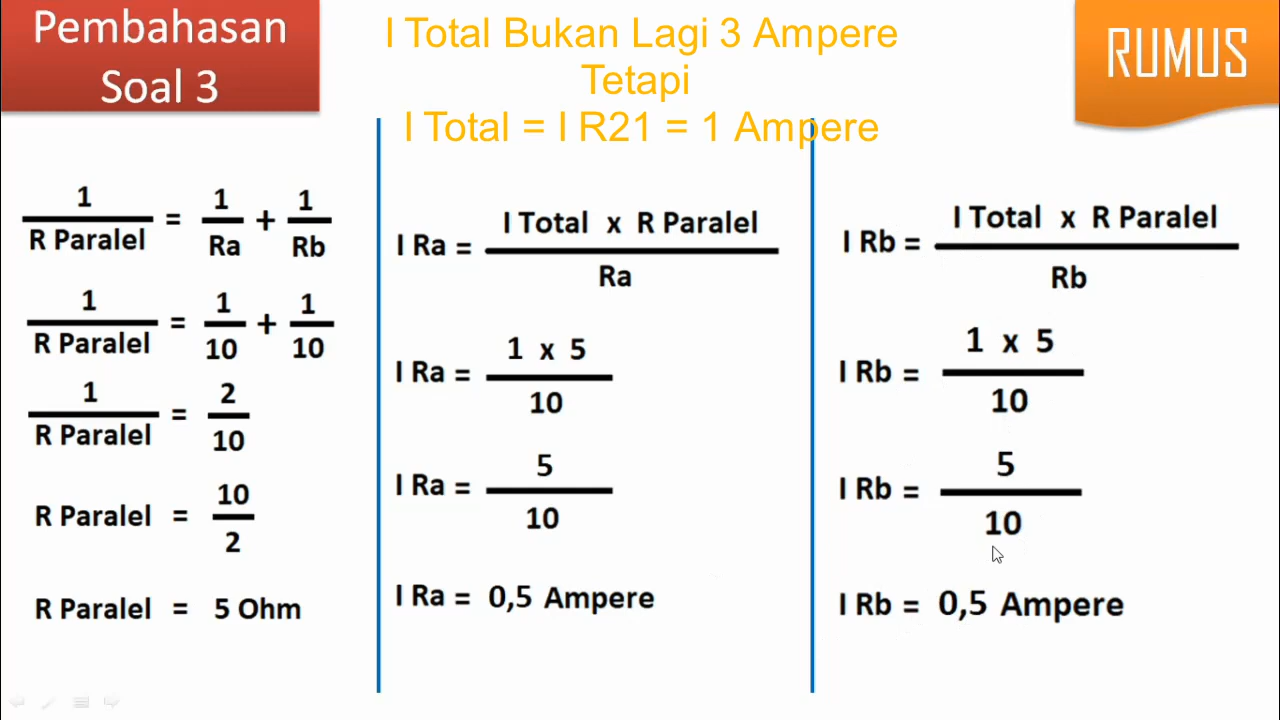 Pembahasan
Soal 3
I Total Bukan Lagi 3 Ampere
Tetapi
I Total = I R21 = 1 Ampere
RUMUS
1
R Paralel
=
1
Ra
+
1
Rb
1
R Paralel
=
1
10
+
1
10
1
R Paralel
=
2
10
R Paralel =
10
2
R Paralel = 5 Ohm
I Ra =
I Total x R Paralel
Ra
I Ra =
1 x 5
10
I Ra =
5
10
I Ra = 0,5 Ampere
I Rb =
I Total x R Paralel
Rb
I Rb =
1 x 5
10
I Rb =
5
10
I Rb = 0,5 Ampere